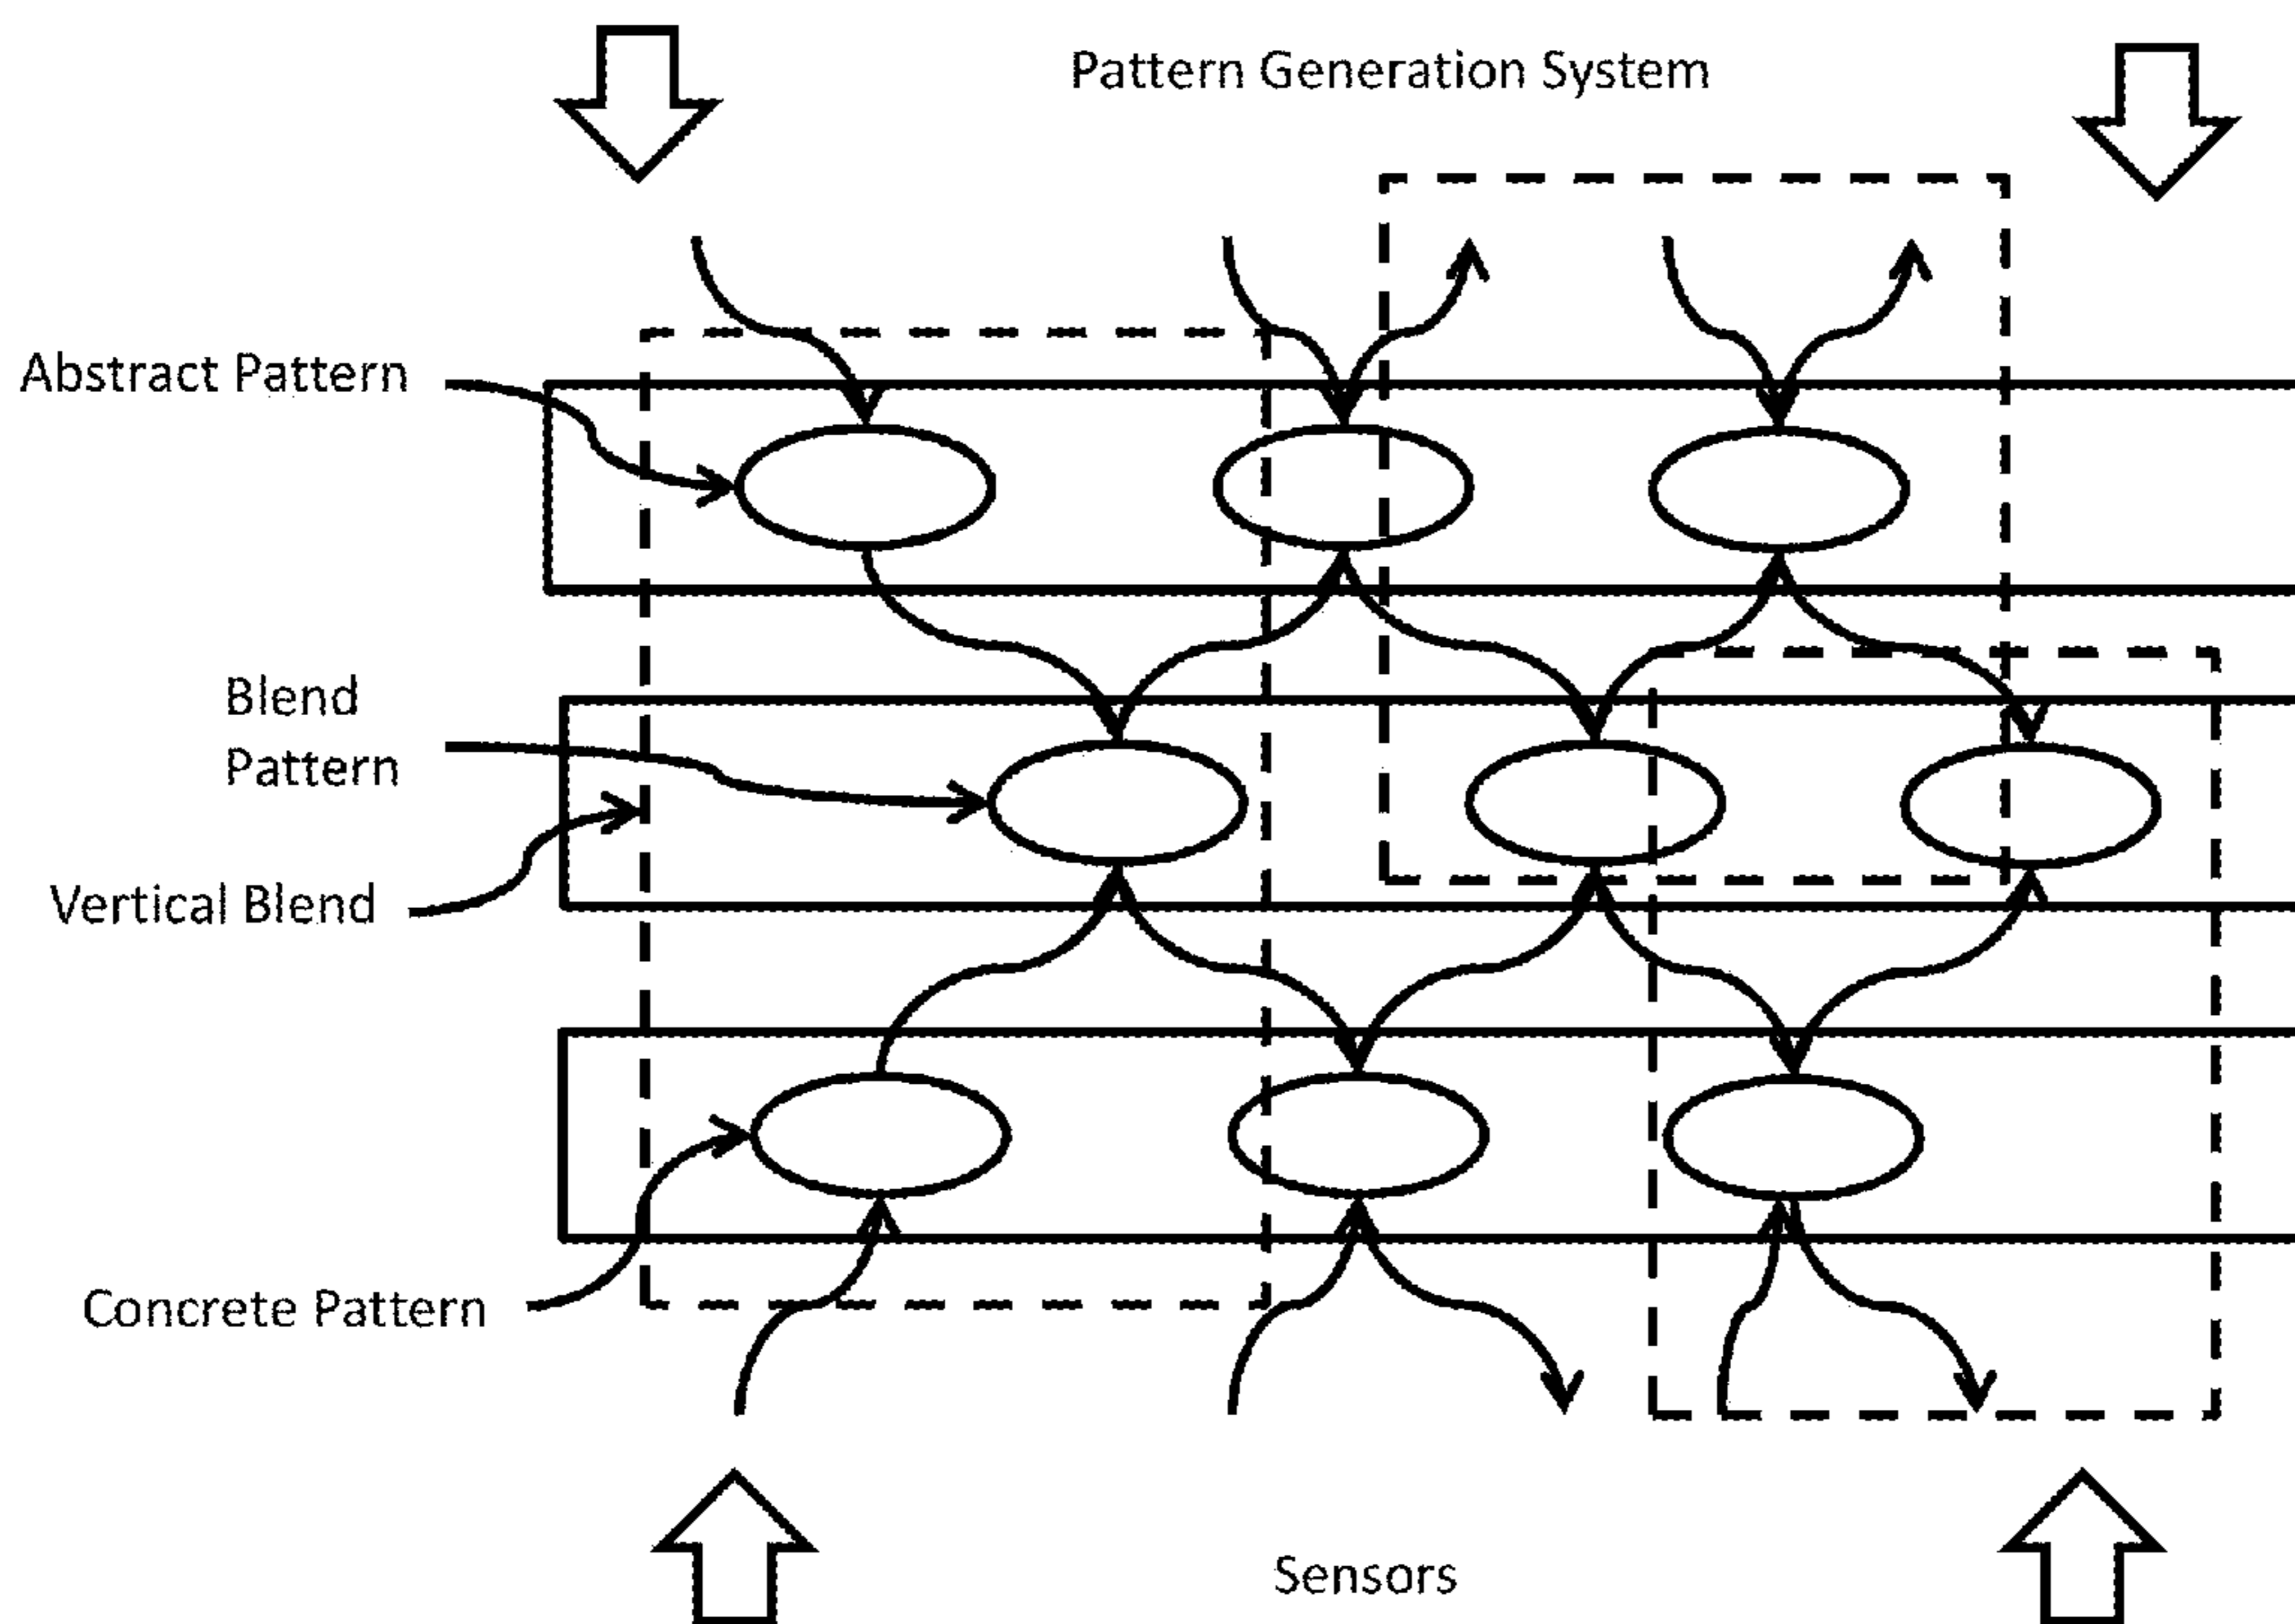 Pattern Generation System
Abstract Pattern
Blend
Pattern
Vertical Blend
Concrete Pattern
Sensors